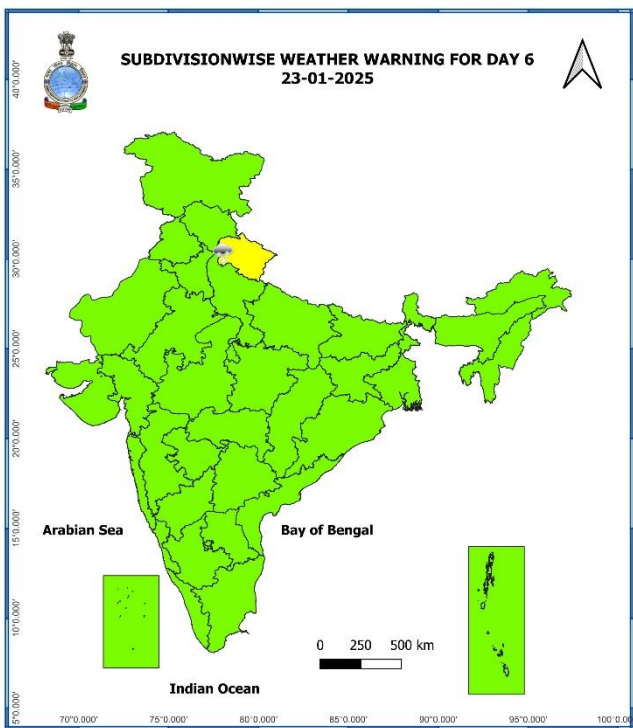 SUBDIVISIONWISE WEATHER WARNING FOR DAY 6
23-01-2025
40°0.000'
35°0.000'
30°0.000'
25°0.000'
20°0.000'
15°0.000'
10°0.000'
5°0.000'
Arabian Sea
Bay of Bengal
0 250 500 km
Indian Ocean
70°0.000' 75°0.000' 80°0.000' 85°0.000' 90°0.000' 95°0.000' 100°0.0